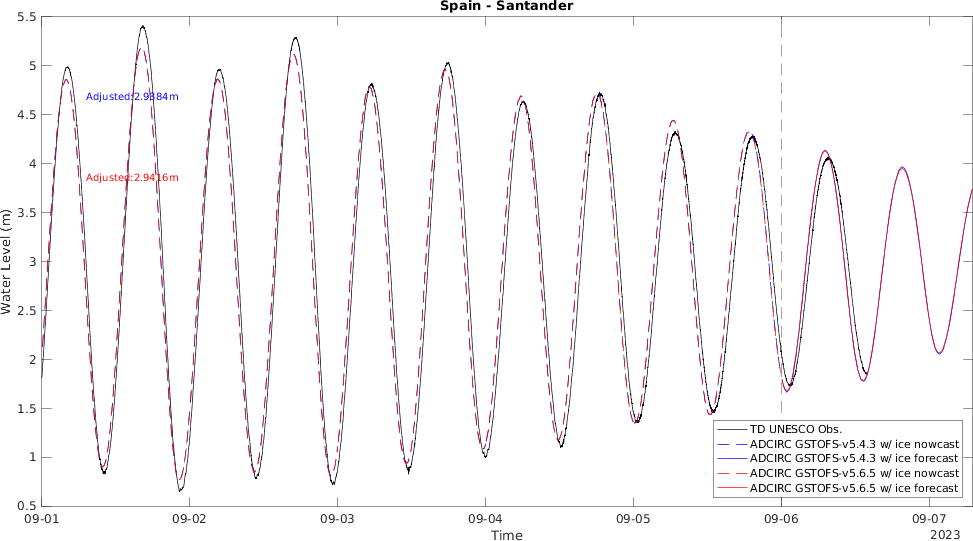 Spain - Santander
5.5
5
4.5
4
3.5
3
2.5
2
1.5
1
0.5
Water Level (m)
Adjusted:2.9384m
Adjusted:2.9416m
TD UNESCO Obs.
ADCIRC GSTOFS-v5.4.3 w/ ice nowcast
ADCIRC GSTOFS-v5.4.3 w/ ice forecast
ADCIRC GSTOFS-v5.6.5 w/ ice nowcast
ADCIRC GSTOFS-v5.6.5 w/ ice forecast
09-01 09-02 09-03 09-04 09-05 09-06 09-07
Time
2023